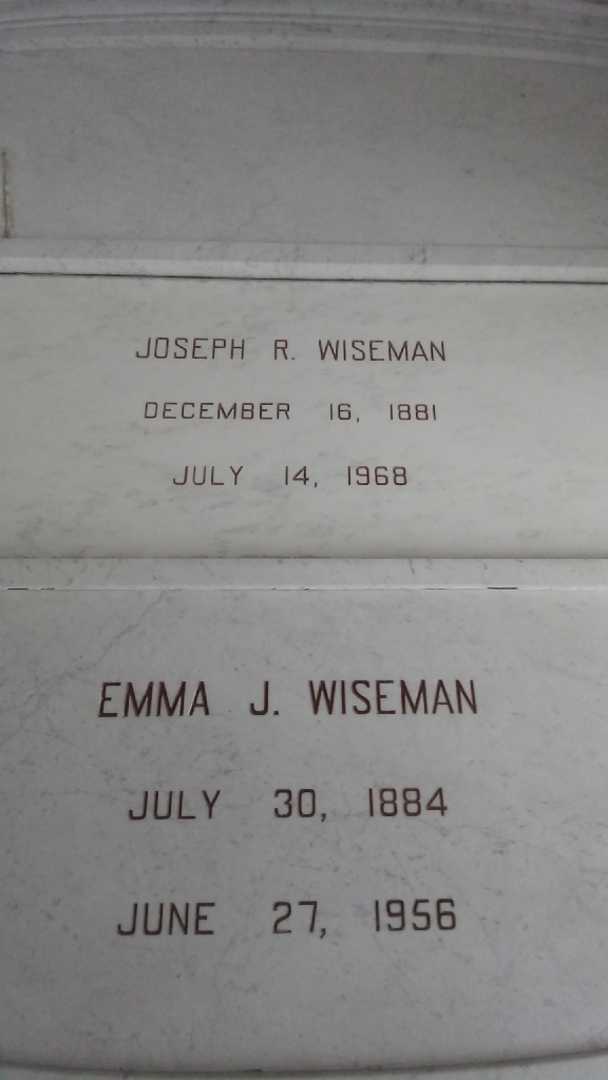 JOSEPH R. WISEMAN
DECEMBER 16, 1881
JULY 14, 1968
EMMA J. WISEMAN
JULY 30, 1884
JUNE 27, 1956